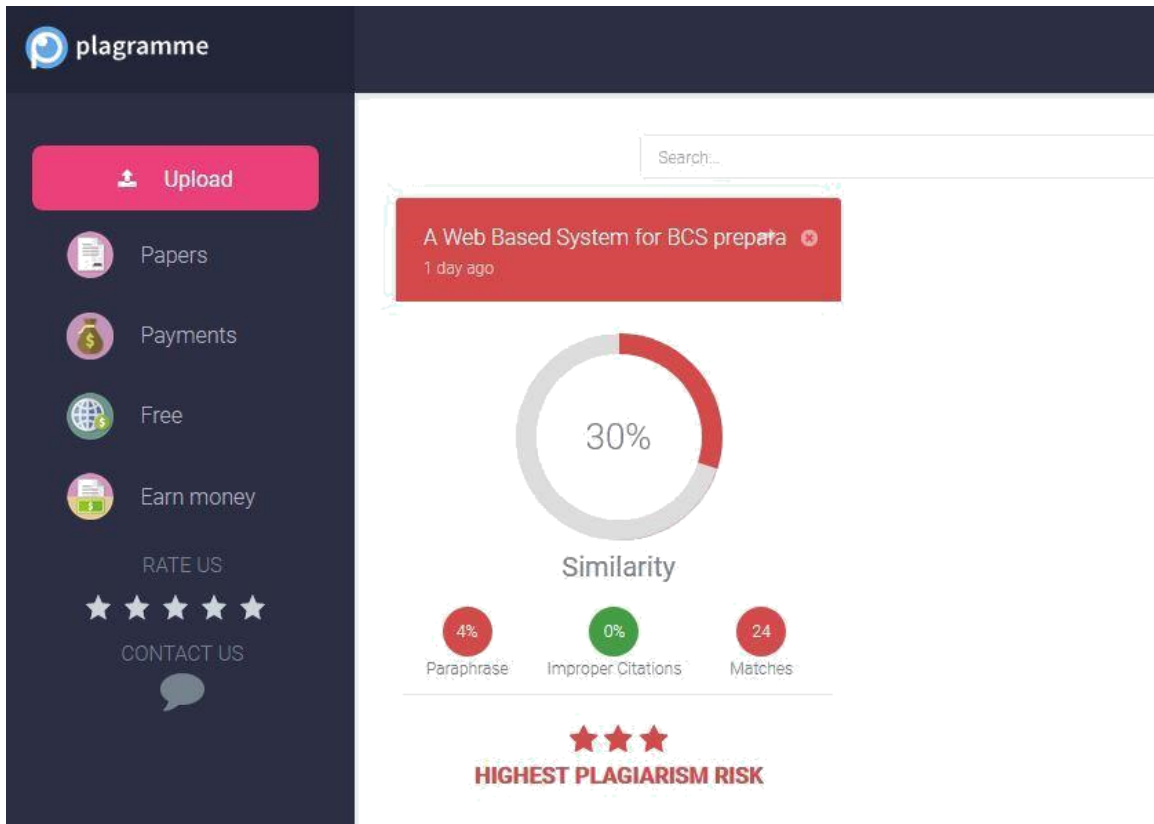 plagramme
Upload
Papers
Payments
Free
Earn money
RATE US
CONTACT US
Search...
A Web Based System for BCS prepara
1 day ago
30%
Similarity
4%
Paraphrase
0%
Improper Citations
24
Matches
HIGHEST PLAGIARISM RISK